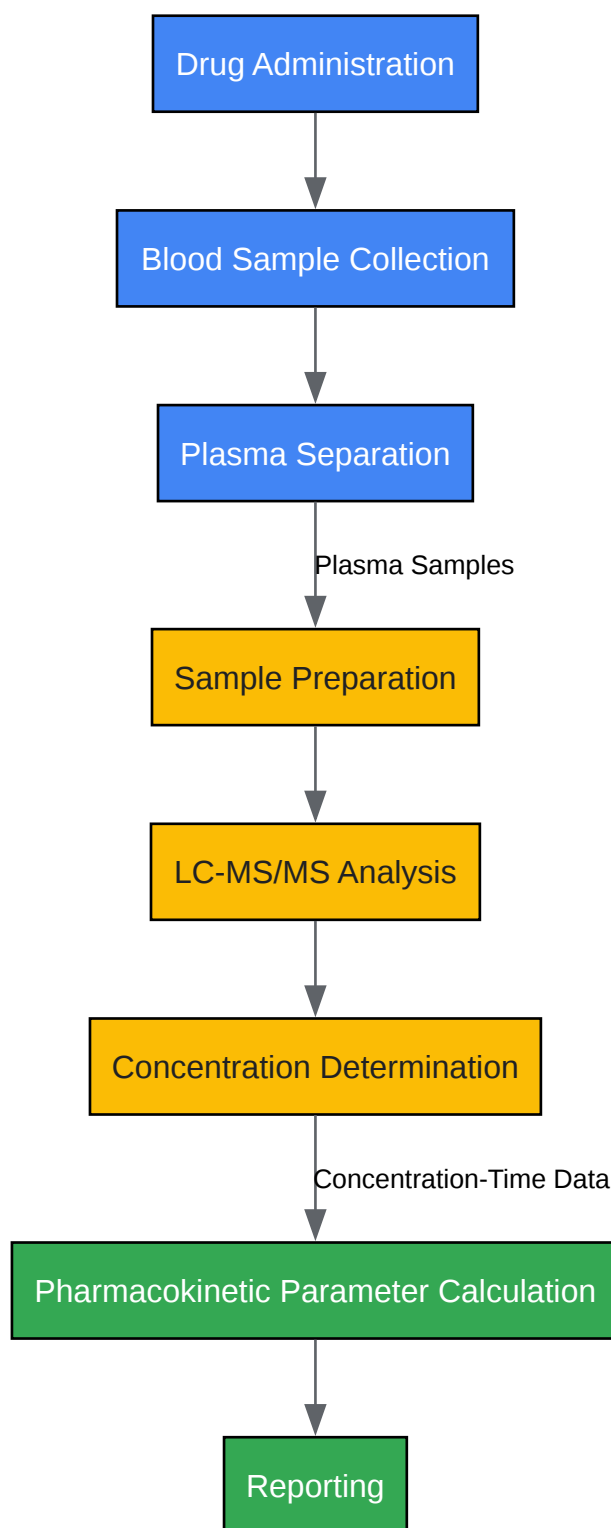 Drug Administration
Blood Sample Collection
Plasma Separation
Plasma Samples
Sample Preparation
LC-MS/MS Analysis
Concentration Determination
Concentration-Time Data
Pharmacokinetic Parameter Calculation
Reporting